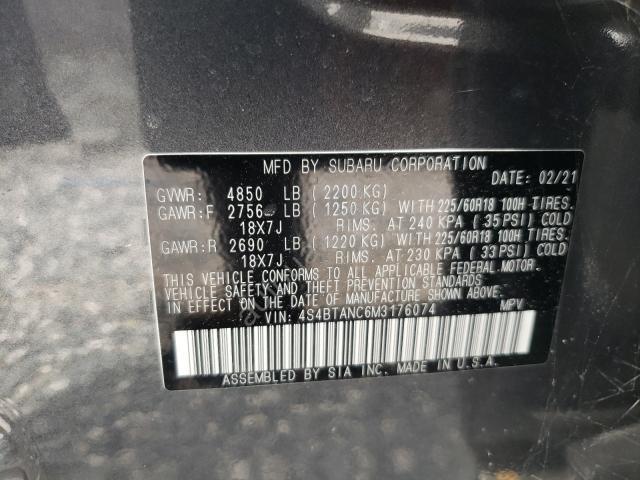 MFD BY SUBARU CORPORATION
DATE: 02/21
GVWR: 4850 LB ( 2200 KG)
GAWR:F 2756 LB ( 1250 KG) WITH 225/60R18 100H TIRES.
18X7J RIMS. AT 240 KPA ( 35 PSI) COLD
GAWR:R 2690 LB ( 1220 KG) WITH 225/60R18 100H TIRES.
18X7J RIMS. AT 230 KPA ( 33 PSI) COLD
THIS VEHICLE CONFORMS TO ALL APPLICABLE FEDERAL MOTOR
VEHICLE SAFETY AND THEFT PREVENTION STANDARDS
IN EFFECT ON THE DATE OF MANUFACTURE SHOWN ABOVE.
VIN: 4S4BTANC6M3176074 MPV
ASSEMBLED BY SIA INC. MADE IN U.S.A.